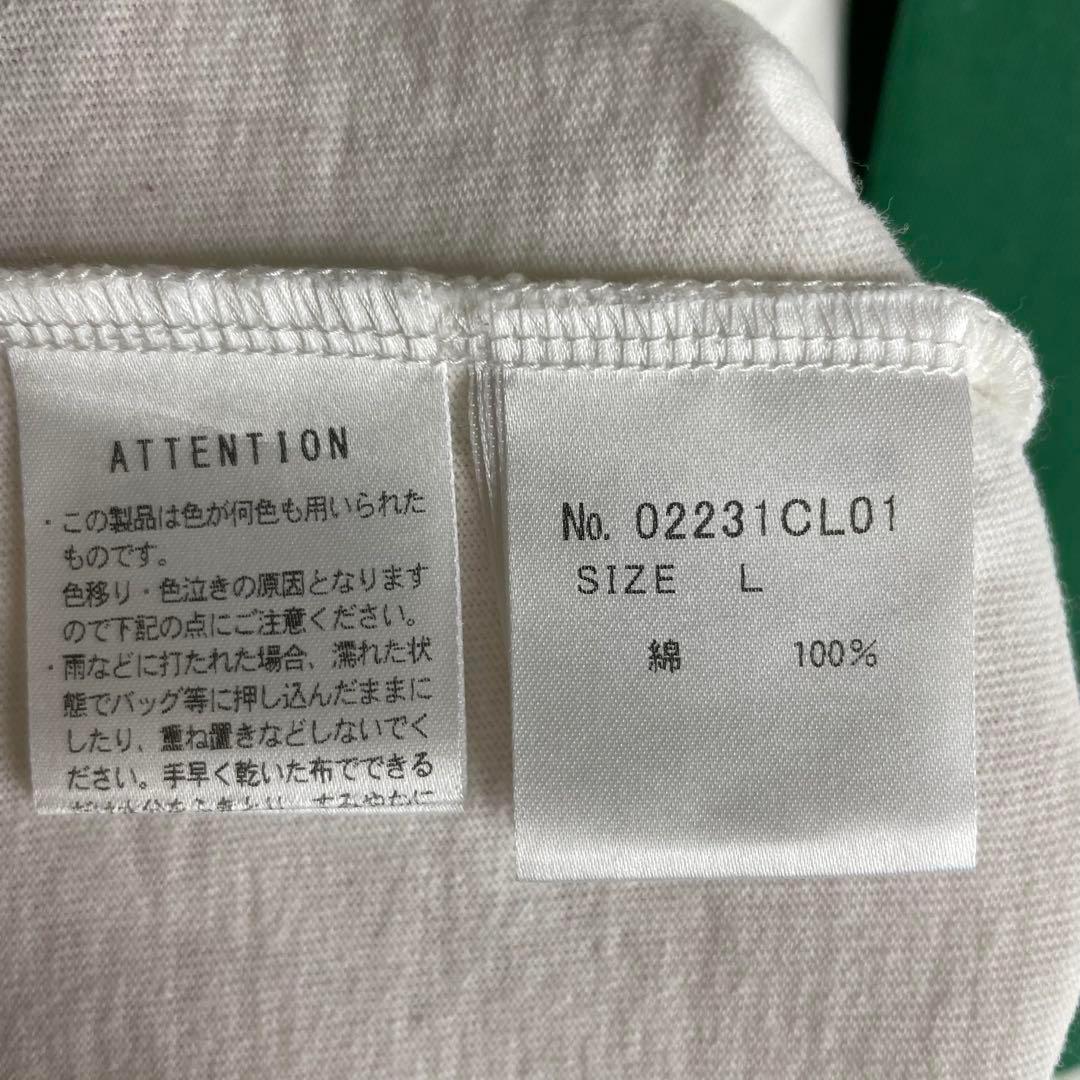 ATTENTION
・この製品は色が何色も用いられた
ものです。
色移り・色泣きの原因となります
ので下記の点にご注意ください。
・雨などに打たれた場合、濡れた状
態でバッグ等に押し込んだままに
したり、重ね置きなどしないでく
ださい。手早く乾いた布でできる
No. 02231CL01
SIZE L
綿 100%